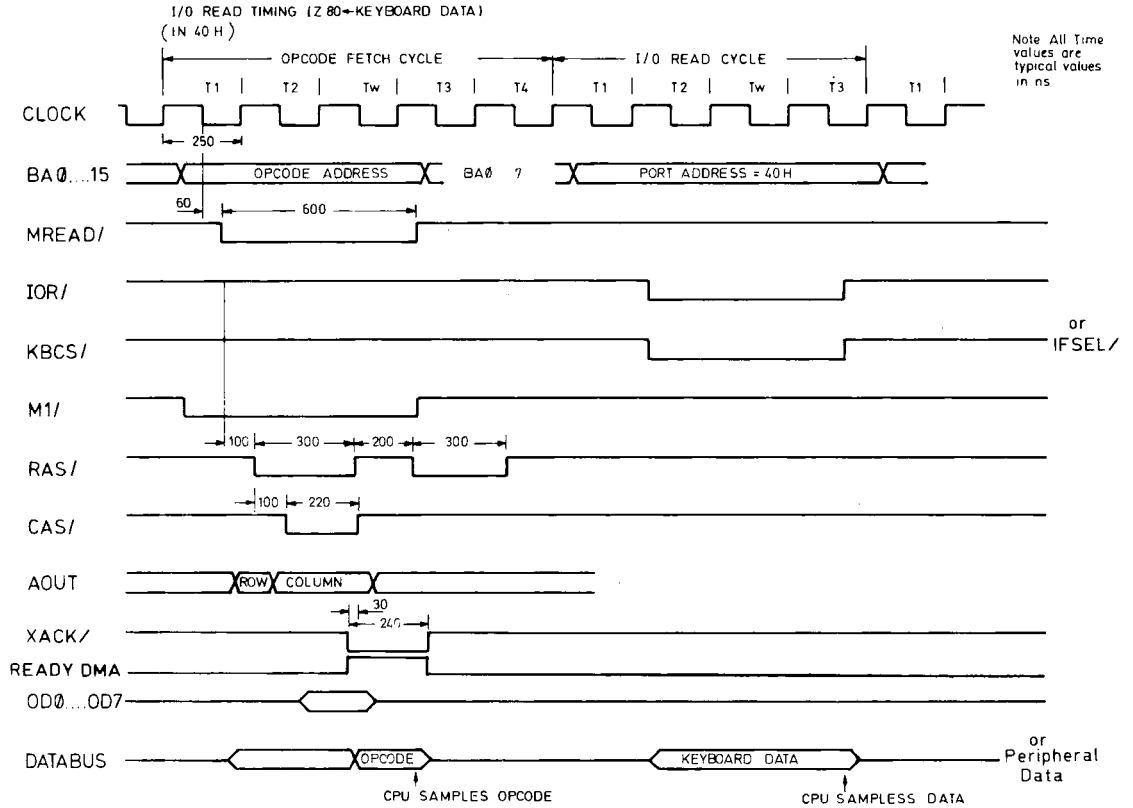 I/O READ TIMING (Z 80←KEYBOARD DATA)
(IN 40 H)
Note All Time
values are
typical values
in ns
OPCODE FETCH CYCLE
I/O READ CYCLE
T1 T2 Tw T3 T4 T1 T2 Tw T3 T1
CLOCK
250
BAØ....15 OPCODE ADDRESS BAØ ? PORT ADDRESS = 40 H
60 600
MREAD/
IOR/
or
KBCS/ IFSEL/
M1/
100 300 200 300
RAS/
100 220
CAS/
AOUT ROW COLUMN
30
240
XACK/
READY DMA
ODØ....OD7
or
DATABUS OPCODE KEYBOARD DATA Peripheral
Data
CPU SAMPLES OPCODE CPU SAMPLESS DATA